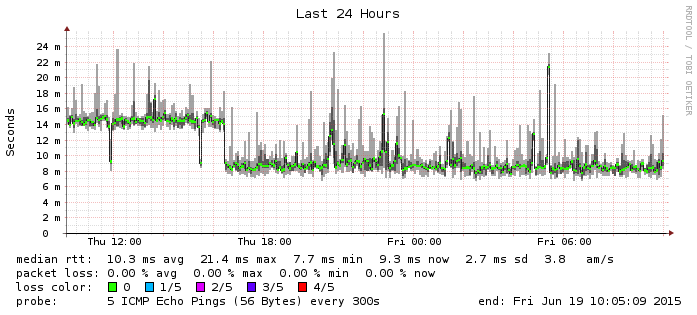 Last 24 Hours
RRDTOOL / TOBI OETIKER
Seconds
24 m
22 m
20 m
18 m
16 m
14 m
12 m
10 m
8 m
6 m
4 m
2 m
0
Thu 12:00 Thu 18:00 Fri 00:00 Fri 06:00
median rtt: 10.3 ms avg 21.4 ms max 7.7 ms min 9.3 ms now 2.7 ms sd 3.8 am/s
packet loss: 0.00 % avg 0.00 % max 0.00 % min 0.00 % now
loss color: 0 1/5 2/5 3/5 4/5
probe: 5 ICMP Echo Pings (56 Bytes) every 300s end: Fri Jun 19 10:05:09 2015